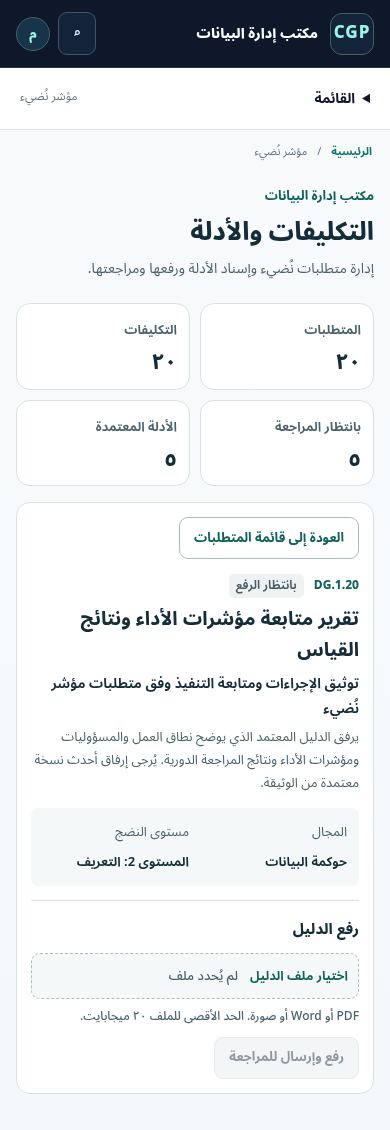 CGP مكتب إدارة البيانات م
القائمة مؤشر نُضيء
الرئيسية / مؤشر نُضيء
مكتب إدارة البيانات
التكليفات والأدلة
إدارة متطلبات نُضيء وإسناد الأدلة ورفعها ومراجعتها.
المتطلبات التكليفات
٢٠ ٢٠
بانتظار المراجعة الأدلة المعتمدة
٥ ٥
العودة إلى قائمة المتطلبات
DG.1.20 بانتظار الرفع
تقرير متابعة مؤشرات الأداء ونتائج
القياس
توثيق الإجراءات ومتابعة التنفيذ وفق متطلبات مؤشر
نُضيء
يرفق الدليل المعتمد الذي يوضح نطاق العمل والمسؤوليات
ومؤشرات الأداء ونتائج المراجعة الدورية. يُرجى إرفاق أحدث نسخة
معتمدة من الوثيقة.
المجال مستوى النضج
حوكمة البيانات المستوى 2: التعريف
رفع الدليل
اختيار ملف الدليل لم يُحدد ملف
PDF أو Word أو صورة. الحد الأقصى للملف ٢٠ ميجابايت.
رفع وإرسال للمراجعة